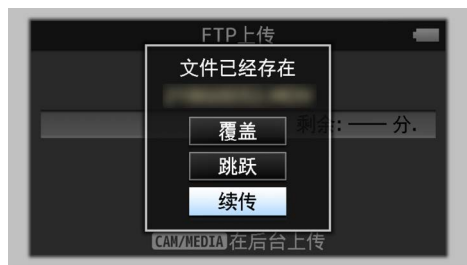 FTP上传
文件已经存在
覆盖
剩余: —— 分.
跳跃
续传
CAM/MEDIA 在后台上传